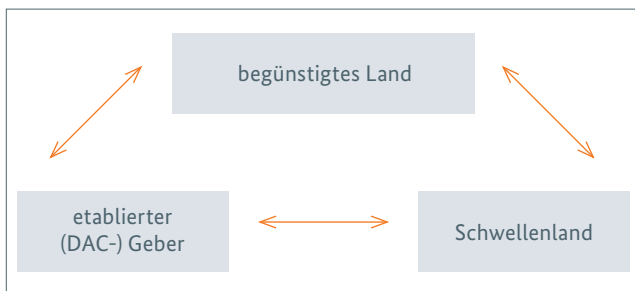 begünstigtes Land
etablierter
(DAC-) Geber
Schwellenland